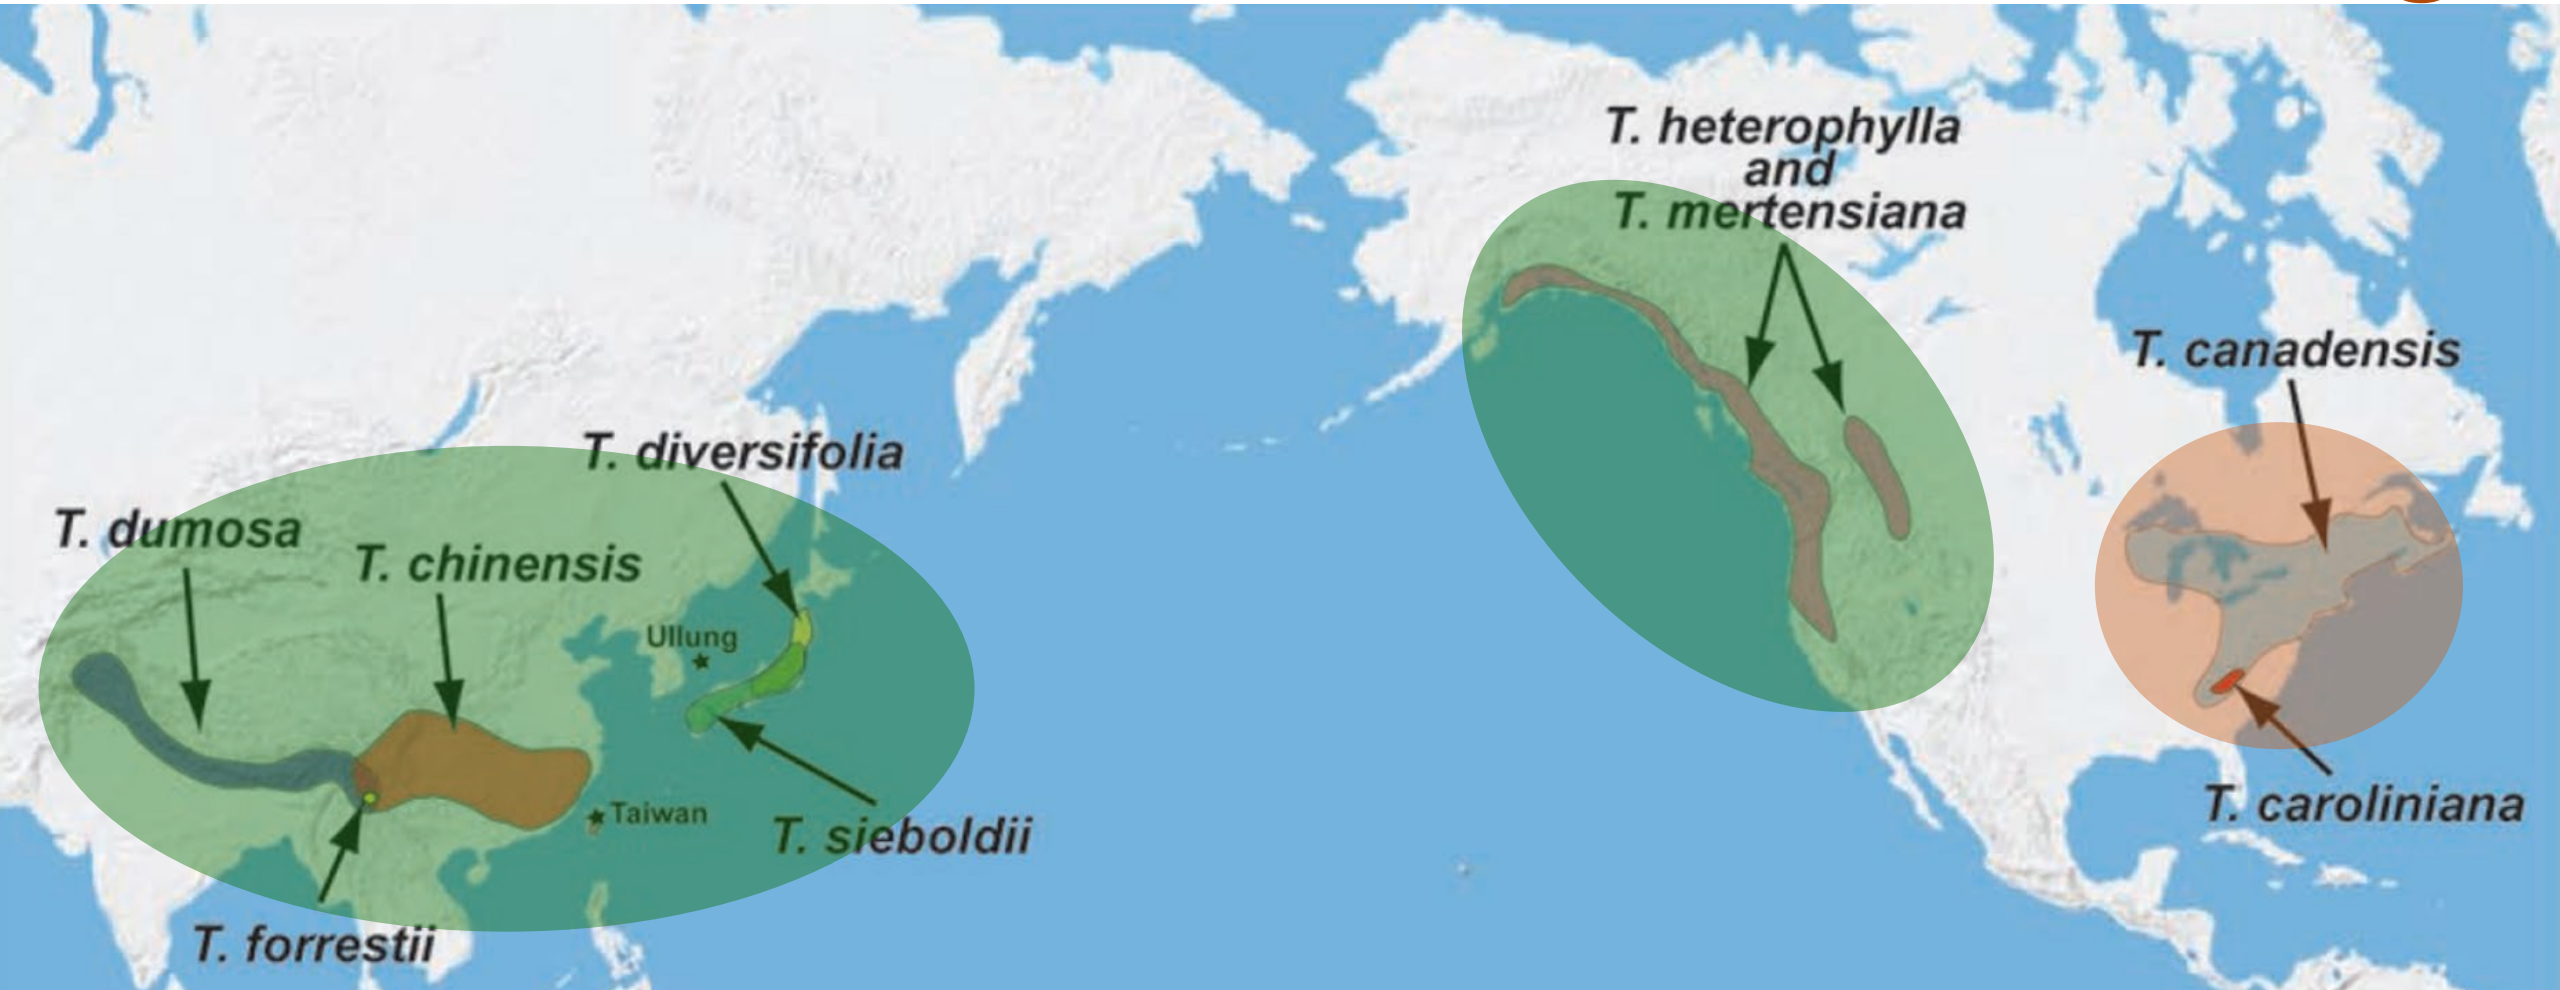 T. heterophylla
and
T. mertensiana
T. canadensis
T. diversifolia
T. dumosa
T. chinensis
Ullung
Taiwan
T. sieboldii
T. caroliniana
T. forrestii